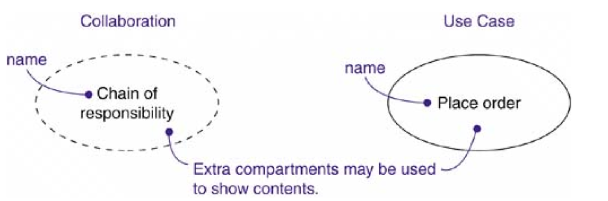 Collaboration
Use Case
name
name
Chain of
responsibility
Place order
Extra compartments may be used
to show contents.